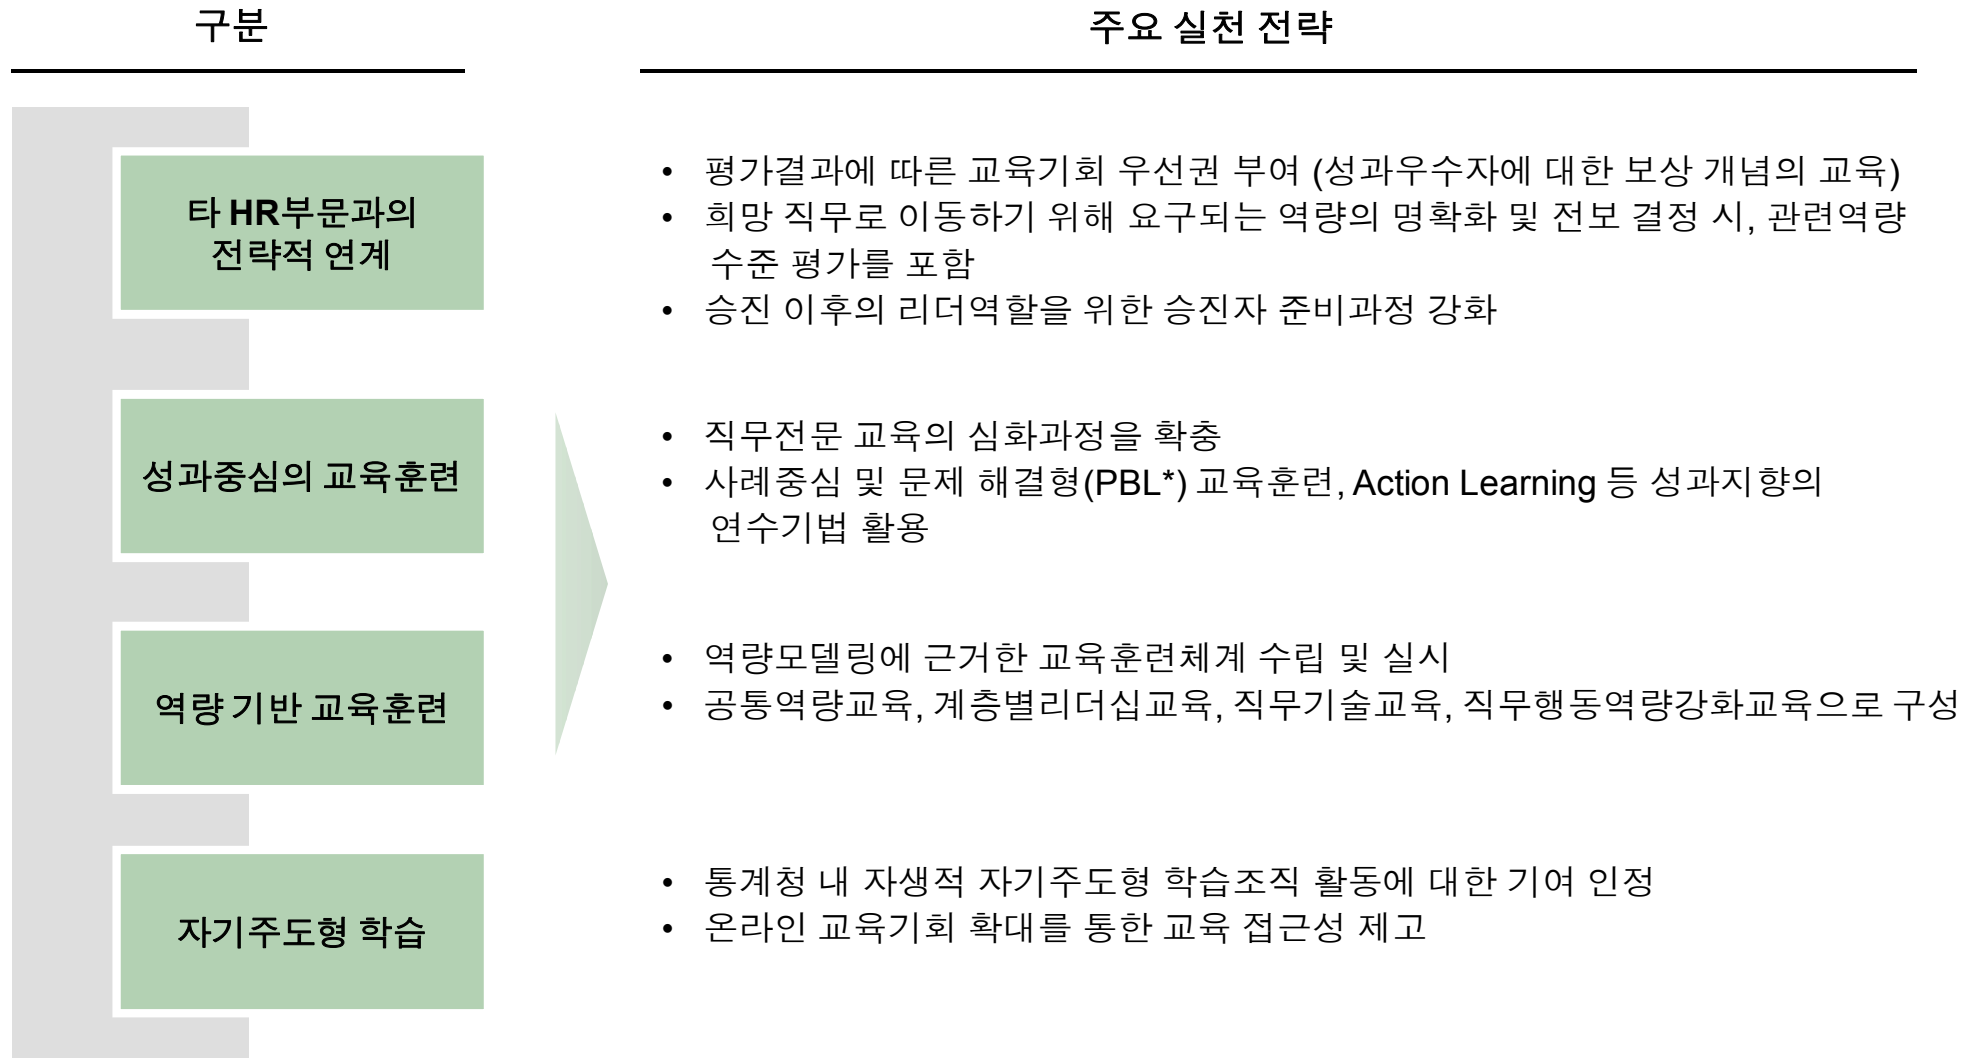 구분
주요 실천 전략
타 HR부문과의
전략적 연계
• 평가결과에 따른 교육기회 우선권 부여 (성과우수자에 대한 보상 개념의 교육)
• 희망 직무로 이동하기 위해 요구되는 역량의 명확화 및 전보 결정 시, 관련역량
수준 평가를 포함
• 승진 이후의 리더역할을 위한 승진자 준비과정 강화
성과중심의 교육훈련
• 직무전문 교육의 심화과정을 확충
• 사례중심 및 문제 해결형(PBL*) 교육훈련, Action Learning 등 성과지향의
연수기법 활용
역량 기반 교육훈련
• 역량모델링에 근거한 교육훈련체계 수립 및 실시
• 공통역량교육, 계층별리더십교육, 직무기술교육, 직무행동역량강화교육으로 구성
자기주도형 학습
• 통계청 내 자생적 자기주도형 학습조직 활동에 대한 기여 인정
• 온라인 교육기회 확대를 통한 교육 접근성 제고